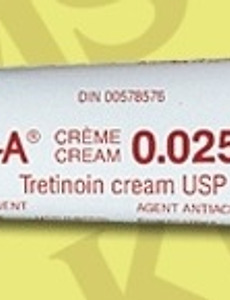 DIN 00578576
-A® CRÈME
CREAM 0.025
Tretinoin cream USP
AGENT ANTIAC